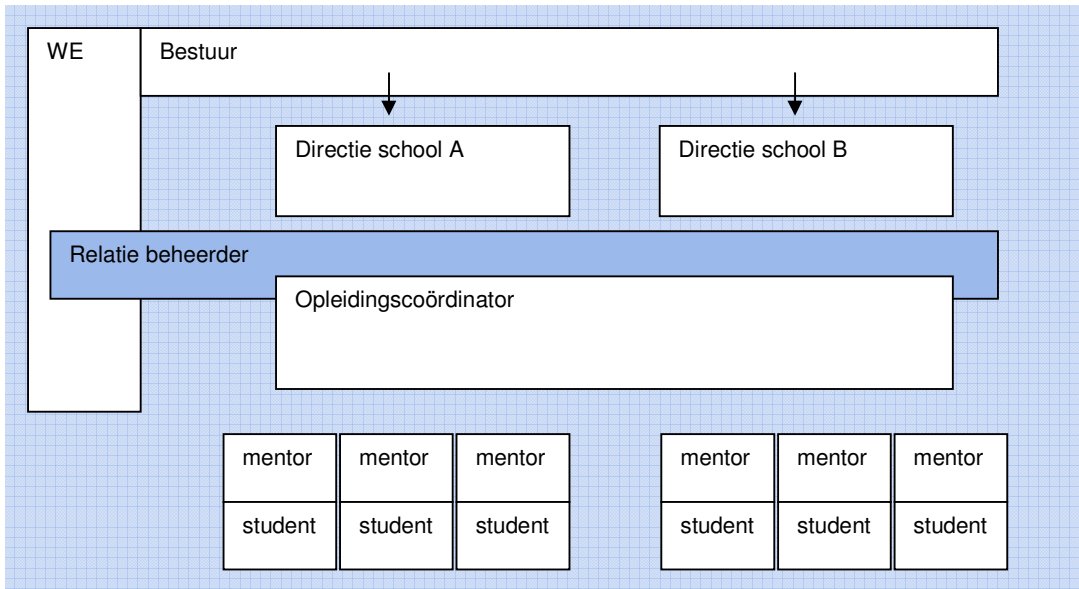 WE Bestuur
Directie school A Directie school B
Relatie beheerder
Opleidingscoördinator
mentor mentor mentor mentor mentor mentor
student student student student student student